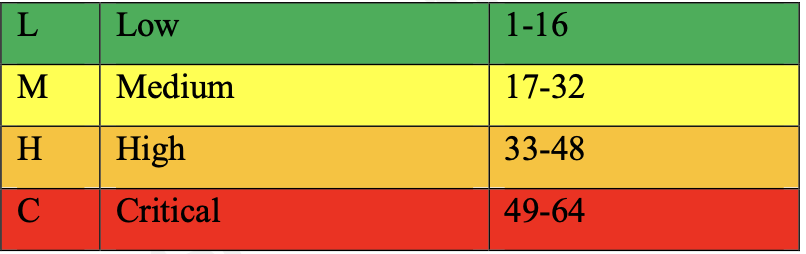 L Low 1-16
M Medium 17-32
H High 33-48
C Critical 49-64